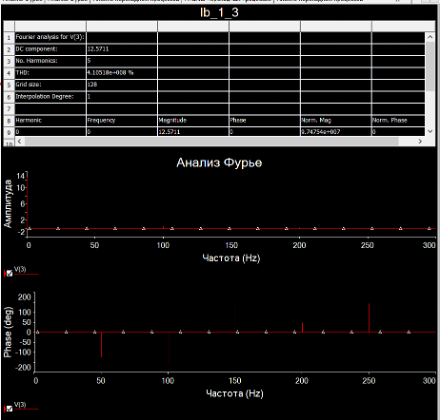 lb_1_3
1 Fourier analysis for V(3):
2 DC component: 12.5711
3 No. Harmonics: 5
4 THD: 4.10518e+008 %
5 Grid size: 128
6 Interpolation Degree: 1
7
8 Harmonic Frequency Magnitude Phase Norm. Mag Norm. Phase
9 0 0 12.5711 0 9.74754e+007 0
10
Анализ Фурье
Амплитуда
14
10
6
2
-2
0 50 100 150 200 250 300
Частота (Hz)
V(3)
Phase (deg)
200
100
50
0
-50
-100
-200
0 50 100 150 200 250 300
Частота (Hz)
V(3)